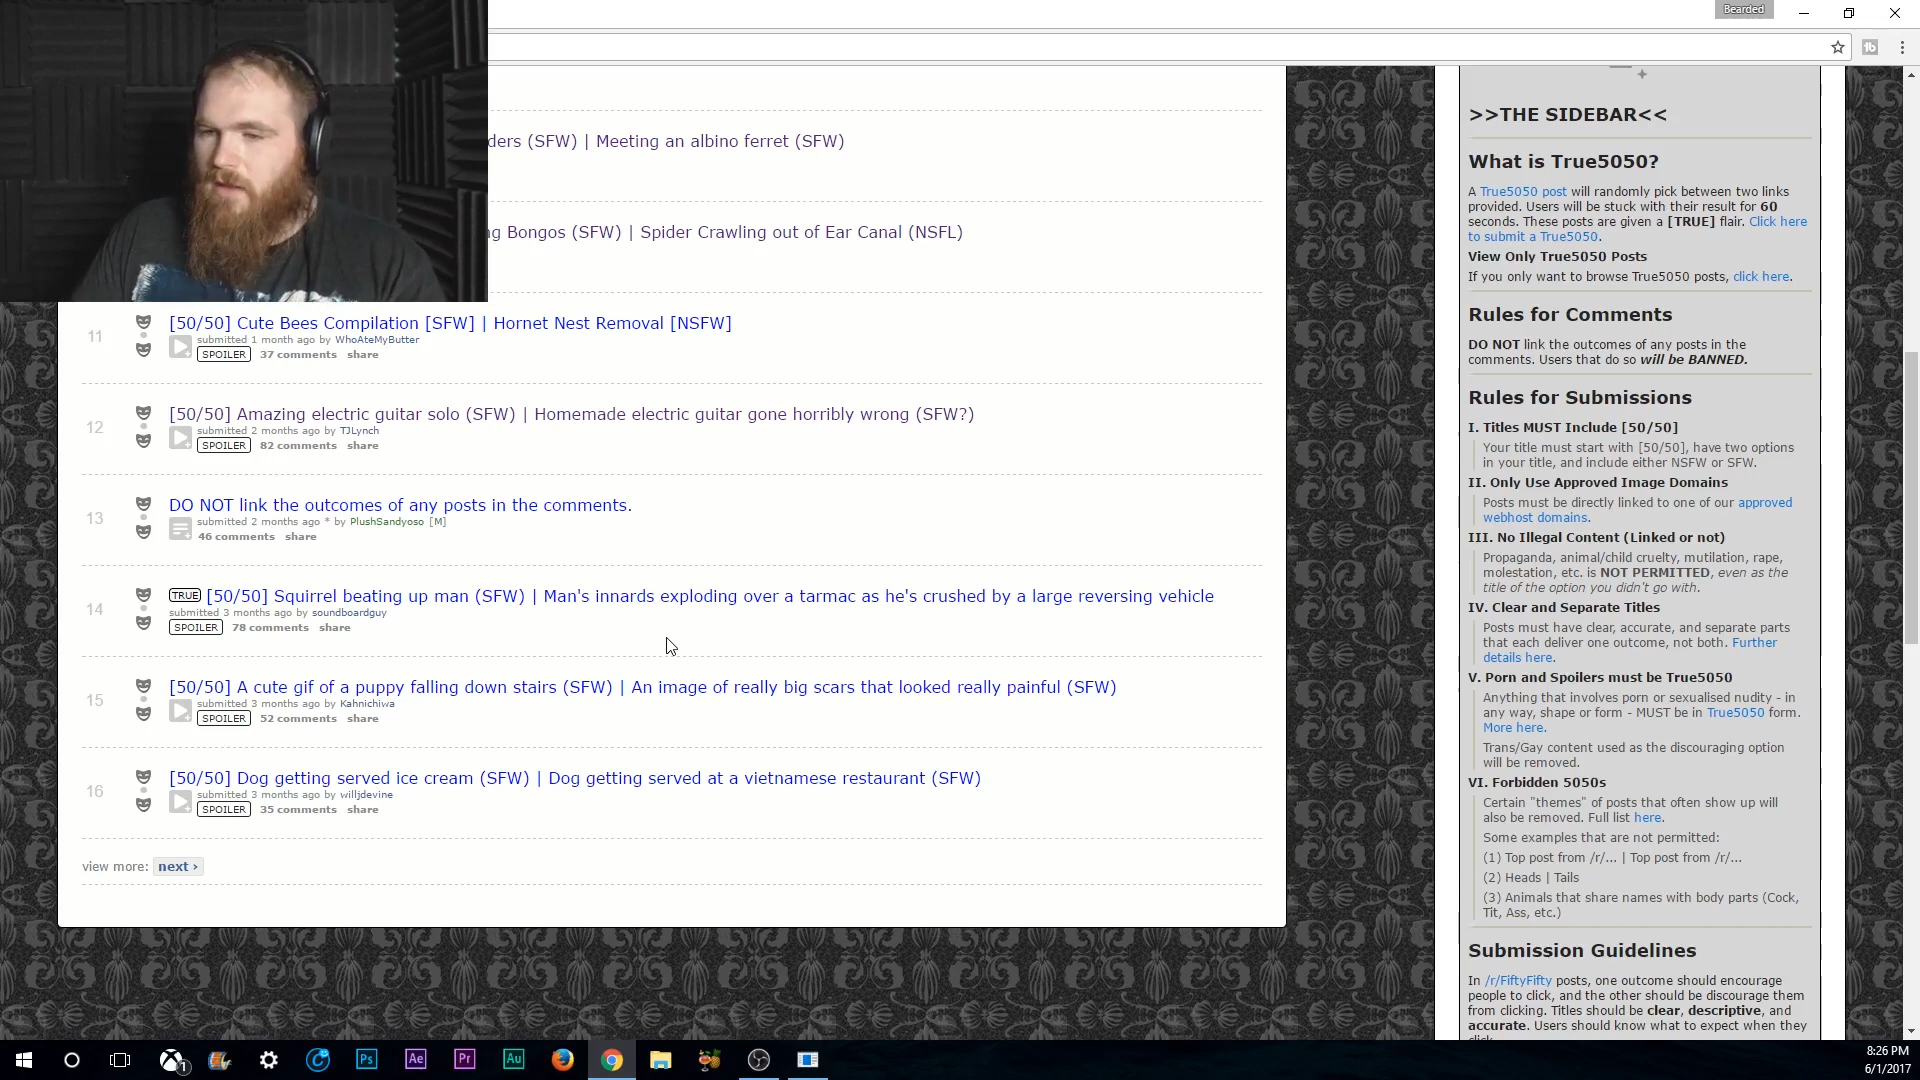 Bearded
ders (SFW) | Meeting an albino ferret (SFW)
ng Bongos (SFW) | Spider Crawling out of Ear Canal (NSFL)
11
[50/50] Cute Bees Compilation [SFW] | Hornet Nest Removal [NSFW]
submitted 1 month ago by WhoAteMyButter
SPOILER 37 comments share
12
[50/50] Amazing electric guitar solo (SFW) | Homemade electric guitar gone horribly wrong (SFW?)
submitted 2 months ago by TJLynch
SPOILER 82 comments share
13
DO NOT link the outcomes of any posts in the comments.
submitted 2 months ago * by PlushSandyoso [M]
46 comments share
14
TRUE [50/50] Squirrel beating up man (SFW) | Man's innards exploding over a tarmac as he's crushed by a large reversing vehicle
submitted 3 months ago by soundboardguy
SPOILER 78 comments share
15
[50/50] A cute gif of a puppy falling down stairs (SFW) | An image of really big scars that looked really painful (SFW)
submitted 3 months ago by Kahnichiwa
SPOILER 52 comments share
16
[50/50] Dog getting served ice cream (SFW) | Dog getting served at a vietnamese restaurant (SFW)
submitted 3 months ago by willjdevine
SPOILER 35 comments share
view more: next ›
>>THE SIDEBAR<<
What is True5050?
A True5050 post will randomly pick between two links
provided. Users will be stuck with their result for 60
seconds. These posts are given a [TRUE] flair. Click here
to submit a True5050.
View Only True5050 Posts
If you only want to browse True5050 posts, click here.
Rules for Comments
DO NOT link the outcomes of any posts in the
comments. Users that do so will be BANNED.
Rules for Submissions
I. Titles MUST Include [50/50]
Your title must start with [50/50], have two options
in your title, and include either NSFW or SFW.
II. Only Use Approved Image Domains
Posts must be directly linked to one of our approved
webhost domains.
III. No Illegal Content (Linked or not)
Propaganda, animal/child cruelty, mutilation, rape,
molestation, etc. is NOT PERMITTED, even as the
title of the option you didn't go with.
IV. Clear and Separate Titles
Posts must have clear, accurate, and separate parts
that each deliver one outcome, not both. Further
details here.
V. Porn and Spoilers must be True5050
Anything that involves porn or sexualised nudity - in
any way, shape or form - MUST be in True5050 form.
More here.
Trans/Gay content used as the discouraging option
will be removed.
VI. Forbidden 5050s
Certain "themes" of posts that often show up will
also be removed. Full list here.
Some examples that are not permitted:
(1) Top post from /r/... | Top post from /r/...
(2) Heads | Tails
(3) Animals that share names with body parts (Cock,
Tit, Ass, etc.)
Submission Guidelines
In /r/FiftyFifty posts, one outcome should encourage
people to click, and the other should be discourage them
from clicking. Titles should be clear, descriptive, and
accurate. Users should know what to expect when they
1
Ps
Ae
Pr
Au
8:26 PM
6/1/2017